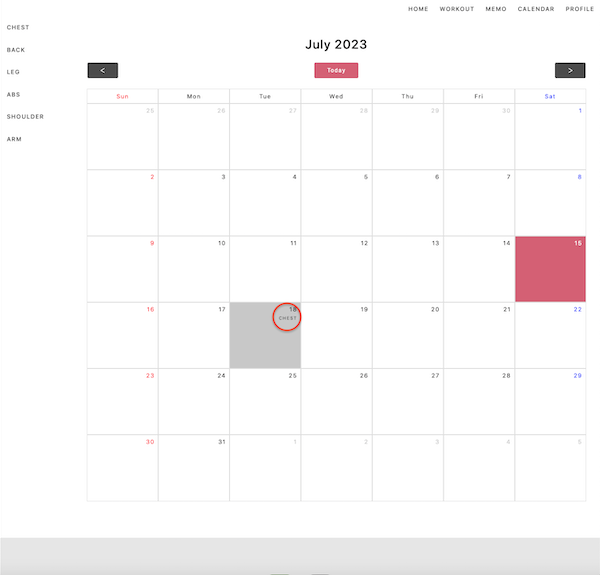 HOME WORKOUT MEMO CALENDAR PROFILE
CHEST
BACK
LEG
ABS
SHOULDER
ARM
July 2023
< Today >
Sun Mon Tue Wed Thu Fri Sat
25 26 27 28 29 30 1
2 3 4 5 6 7 8
9 10 11 12 13 14 15
16 17 18 19 20 21 22
CHEST
23 24 25 26 27 28 29
30 31 1 2 3 4 5